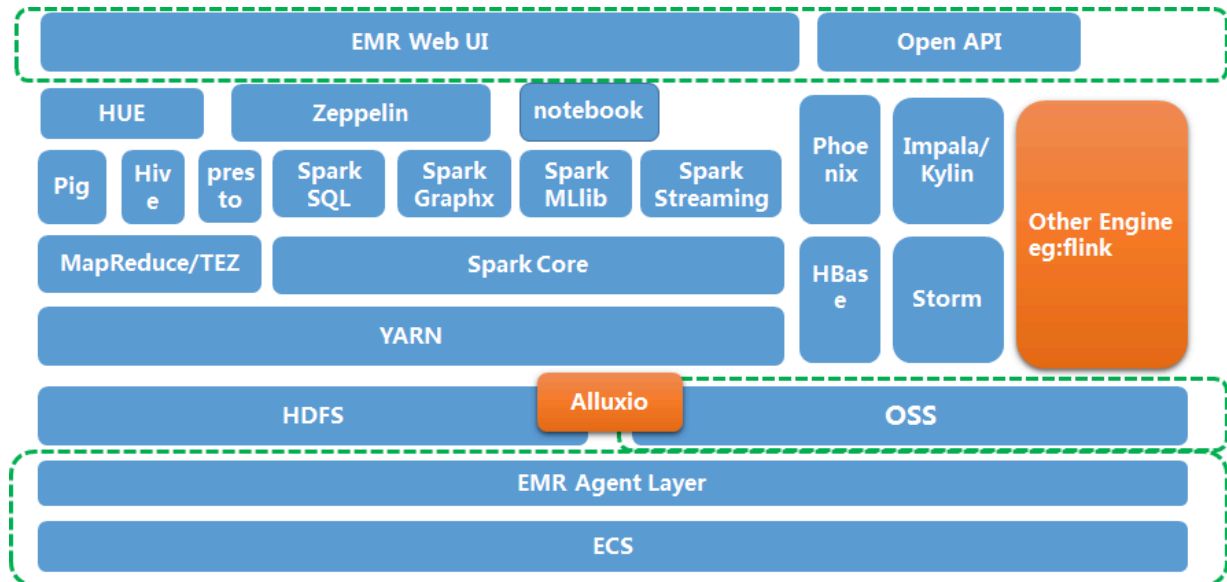 EMR Web UI
Open API
HUE
Zeppelin
notebook
Phoe
nix
Impala/
Kylin
Pig
Hiv
e
pres
to
Spark
SQL
Spark
Graphx
Spark
MLlib
Spark
Streaming
Other Engine
eg:flink
MapReduce/TEZ
Spark Core
HBas
e
Storm
YARN
HDFS
Alluxio
OSS
EMR Agent Layer
ECS